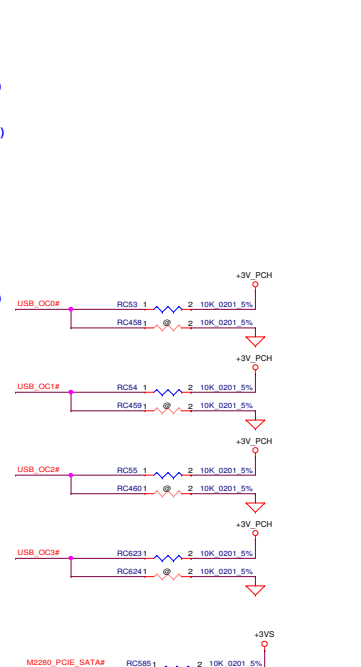 )
)
)
+3V_PCH
USB_OC0# RC53 1 2 10K_0201_5%
RC458 1 @ 2 10K_0201_5%
+3V_PCH
USB_OC1# RC54 1 2 10K_0201_5%
RC459 1 @ 2 10K_0201_5%
+3V_PCH
USB_OC2# RC55 1 2 10K_0201_5%
RC460 1 @ 2 10K_0201_5%
+3V_PCH
USB_OC3# RC623 1 2 10K_0201_5%
RC624 1 @ 2 10K_0201_5%
+3VS
M2280_PCIE_SATA# RC585 1 2 10K_0201_5%